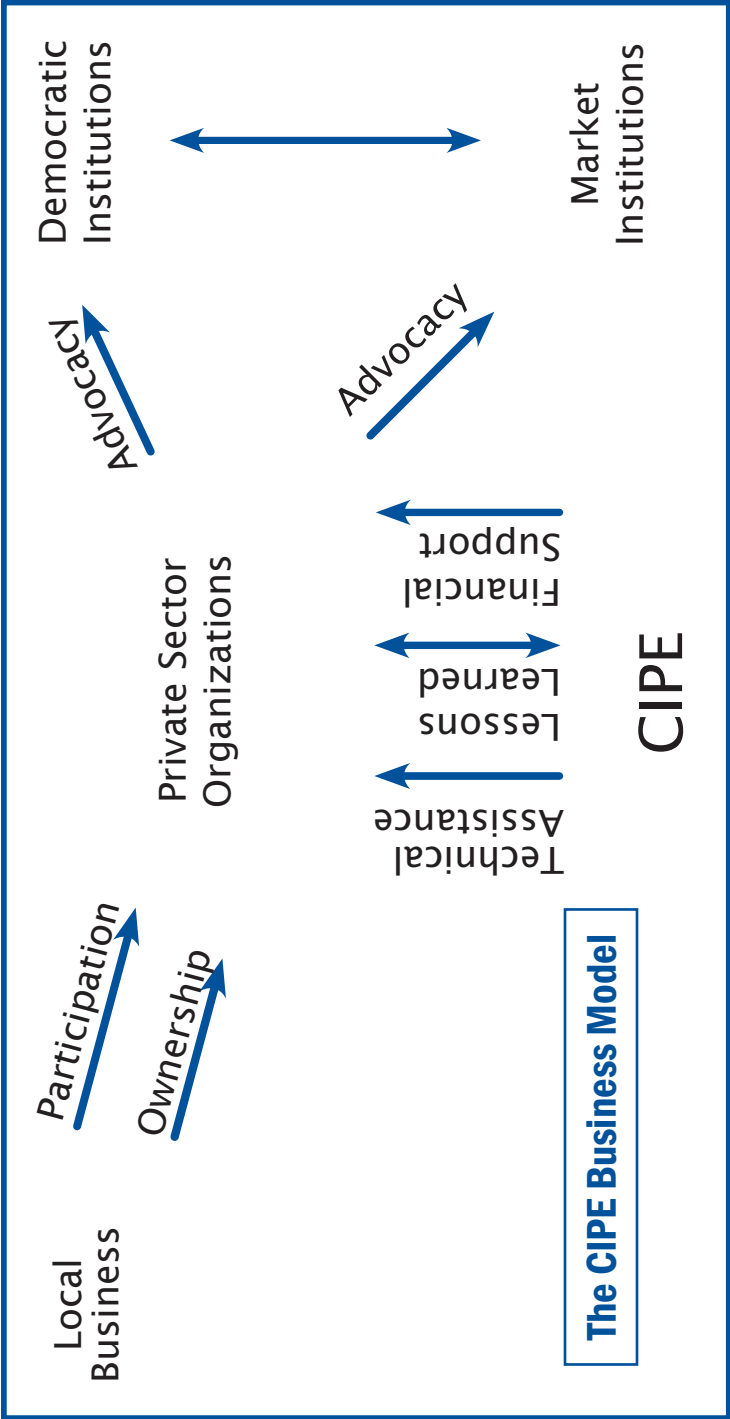 Local
Business
Participation
Ownership
Private Sector
Organizations
Advocacy
Advocacy
Democratic
Institutions
Market
Institutions
Technical
Assistance
Lessons
Learned
Financial
Support
CIPE
The CIPE Business Model